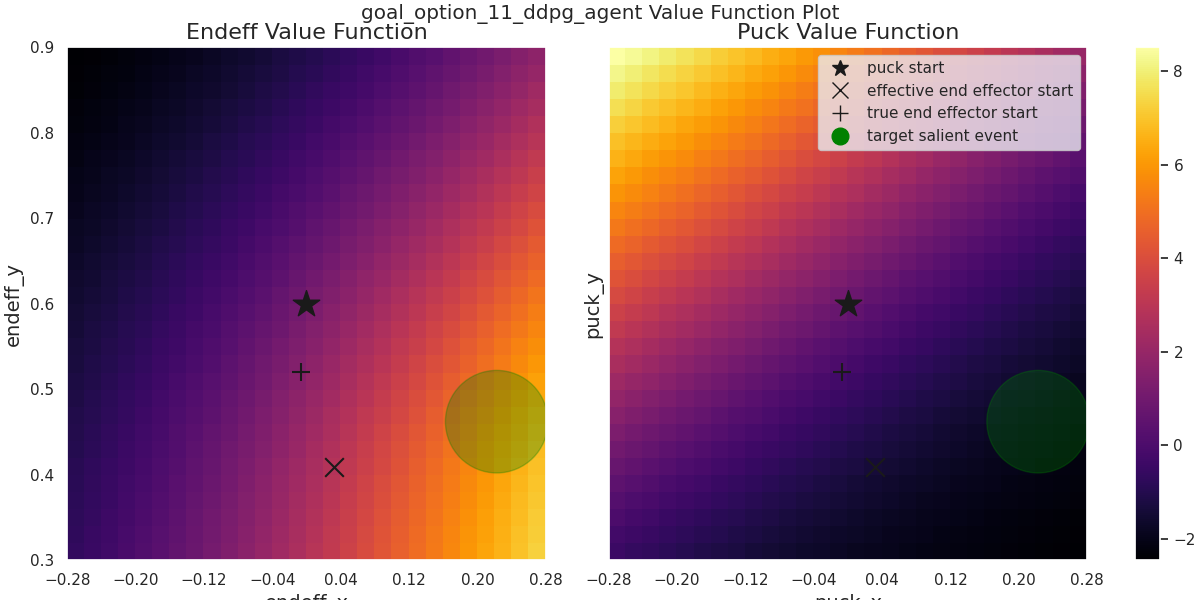 goal_option_11_ddpg_agent Value Function Plot
Endeff Value Function
Puck Value Function
0.9
0.8
0.7
0.6
0.5
0.4
0.3
endeff_y
−0.28 −0.20 −0.12 −0.04 0.04 0.12 0.20 0.28
endeff_x
puck start
effective end effector start
true end effector start
target salient event
puck_y
−0.28 −0.20 −0.12 −0.04 0.04 0.12 0.20 0.28
puck_x
8
6
4
2
0
−2